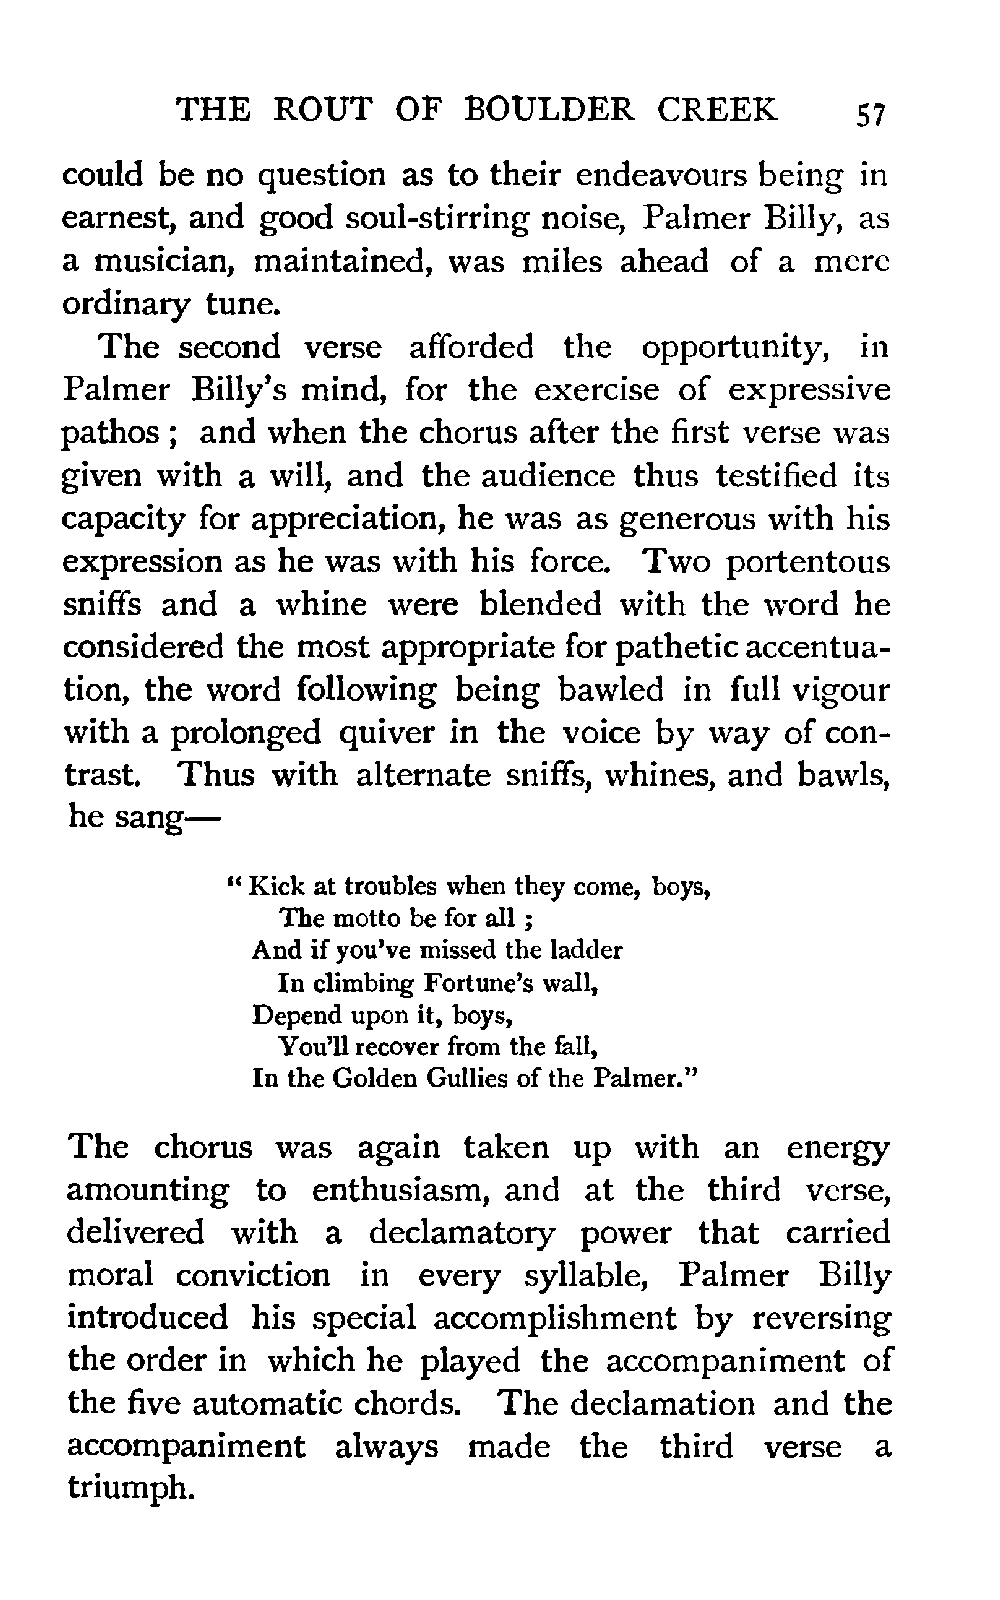 THE ROUT OF BOULDER CREEK 57
could be no question as to their endeavours being in
earnest, and good soul-stirring noise, Palmer Billy, as
a musician, maintained, was miles ahead of a mere
ordinary tune.
The second verse afforded the opportunity, in
Palmer Billy's mind, for the exercise of expressive
pathos ; and when the chorus after the first verse was
given with a will, and the audience thus testified its
capacity for appreciation, he was as generous with his
expression as he was with his force. Two portentous
sniffs and a whine were blended with the word he
considered the most appropriate for pathetic accentua-
tion, the word following being bawled in full vigour
with a prolonged quiver in the voice by way of con-
trast. Thus with alternate sniffs, whines, and bawls,
he sang—
“ Kick at troubles when they come, boys,
The motto be for all ;
And if you've missed the ladder
In climbing Fortune's wall,
Depend upon it, boys,
You'll recover from the fall,
In the Golden Gullies of the Palmer.”
The chorus was again taken up with an energy
amounting to enthusiasm, and at the third verse,
delivered with a declamatory power that carried
moral conviction in every syllable, Palmer Billy
introduced his special accomplishment by reversing
the order in which he played the accompaniment of
the five automatic chords. The declamation and the
accompaniment always made the third verse a
triumph.